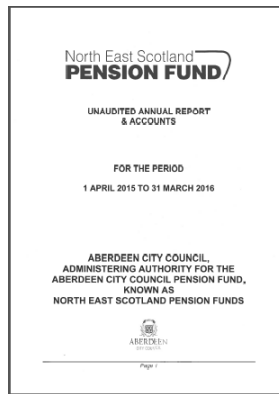 North East Scotland
PENSION FUND
UNAUDITED ANNUAL REPORT
& ACCOUNTS
FOR THE PERIOD
1 APRIL 2015 TO 31 MARCH 2016
ABERDEEN CITY COUNCIL,
ADMINISTERING AUTHORITY FOR THE
ABERDEEN CITY COUNCIL PENSION FUND,
KNOWN AS
NORTH EAST SCOTLAND PENSION FUNDS
ABERDEEN
CITY COUNCIL
Page 1